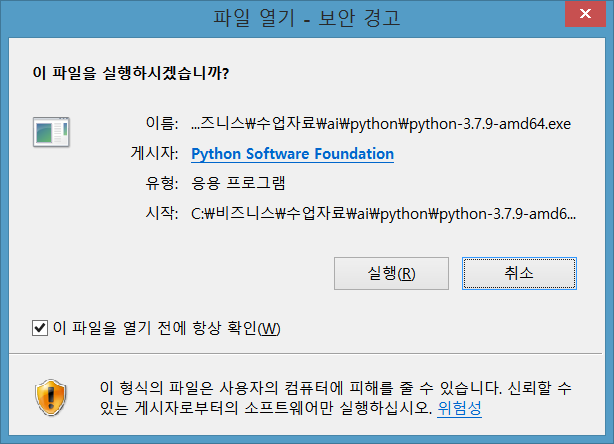 파일 열기 - 보안 경고
이 파일을 실행하시겠습니까?
이름: ...즈니스₩수업자료₩ai₩python₩python-3.7.9-amd64.exe
게시자: Python Software Foundation
유형: 응용 프로그램
시작: C:₩비즈니스₩수업자료₩ai₩python₩python-3.7.9-amd6...
실행(R) 취소
이 파일을 열기 전에 항상 확인(W)
이 형식의 파일은 사용자의 컴퓨터에 피해를 줄 수 있습니다. 신뢰할 수
있는 게시자로부터의 소프트웨어만 실행하십시오. 위험성